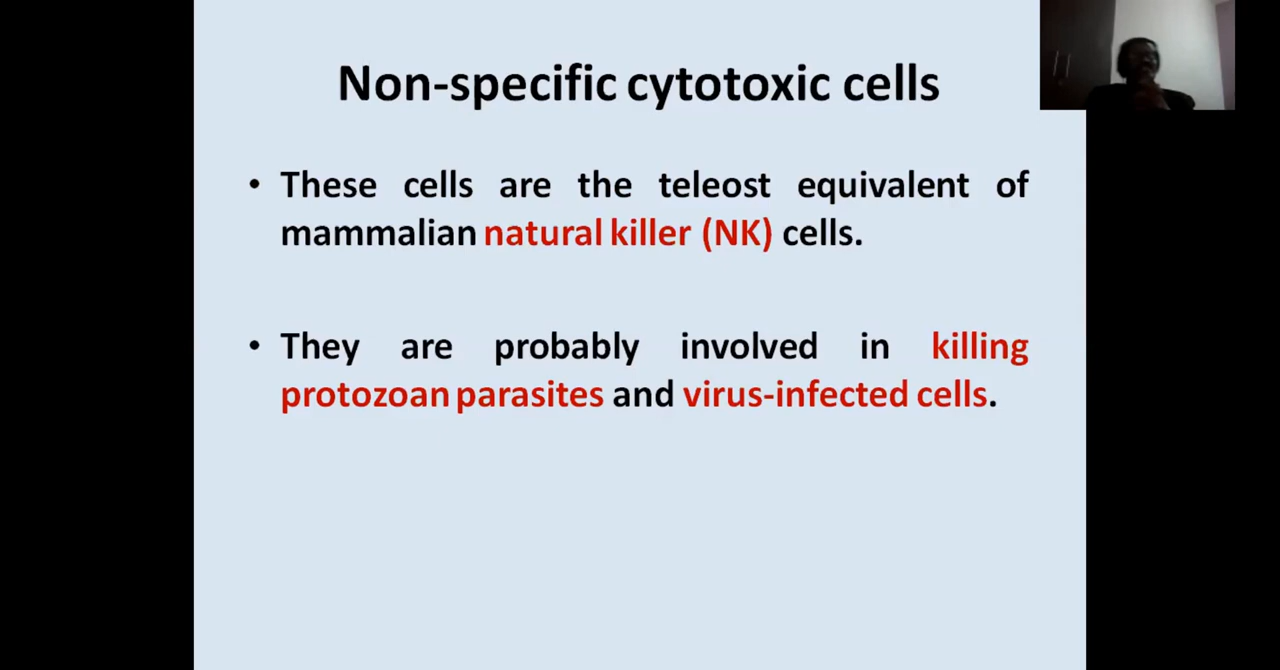 Non-specific cytotoxic cells
• These cells are the teleost equivalent of
mammalian natural killer (NK) cells.
• They are probably involved in killing
protozoan parasites and virus-infected cells.